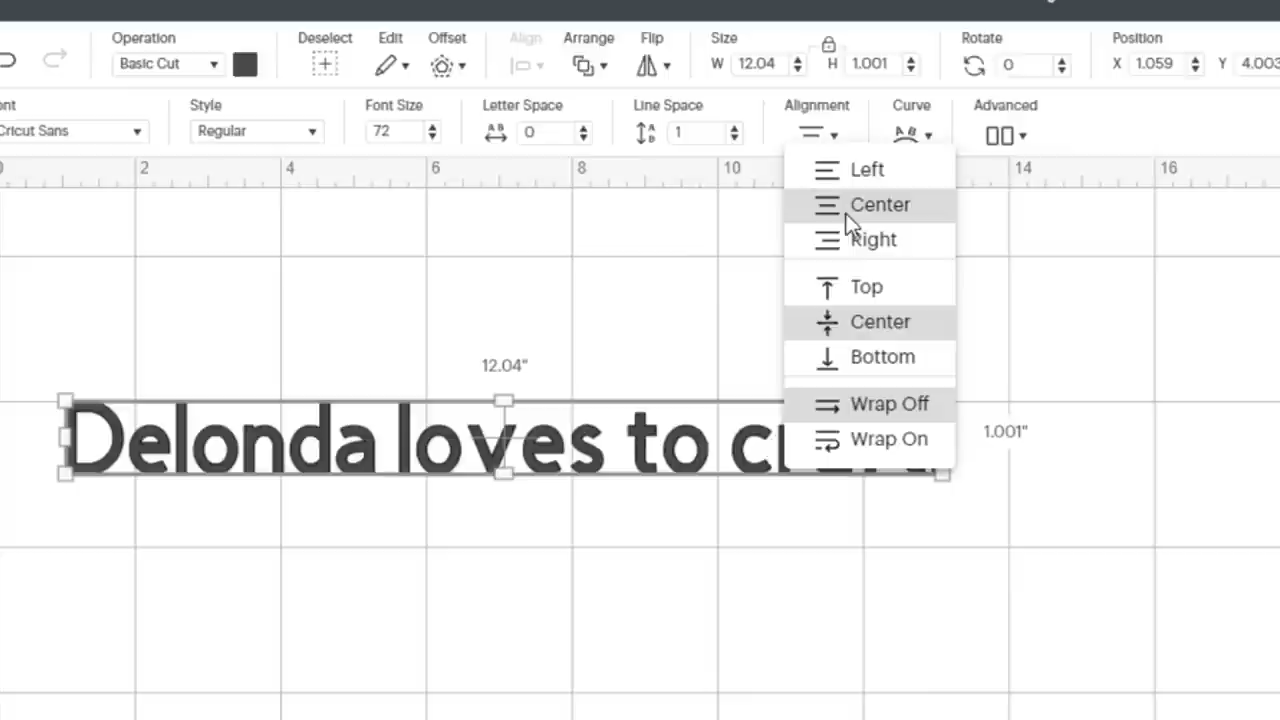 Operation Deselect Edit Offset Align Arrange Flip Size Rotate Position
Basic Cut W 12.04 H 1.001 0 X 1.059 Y 4.003
Style Font Size Letter Space Line Space Alignment Curve Advanced
Cricut Sans Regular 72 0 1
0 2 4 6 8 10 14 16
Left
Center
Right
Top
Center
Bottom
Wrap Off
Wrap On
12.04"
1.001"
Delonda loves to